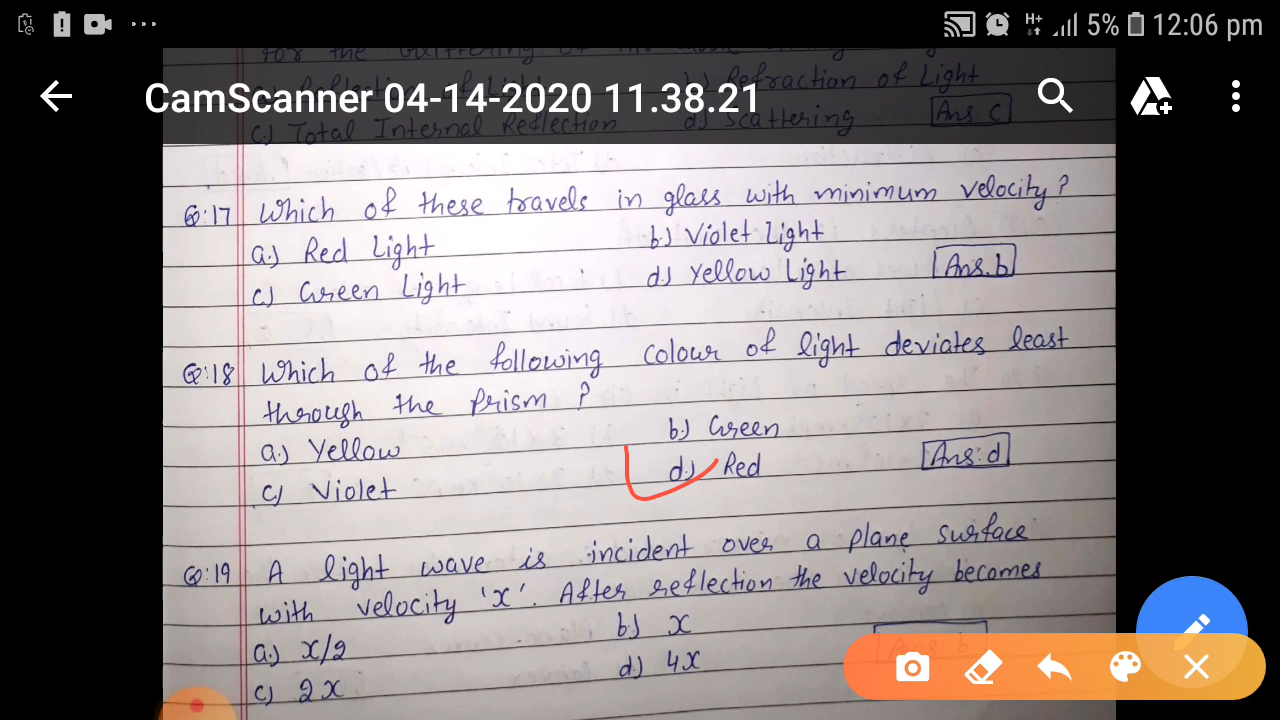 5% 12:06 pm
for the
CamScanner 04-14-2020 11.38.21
b.) Refraction of Light
c.) Total Internal Reflection d.) Scattering Ans c
Q:17 Which of these travels in glass with minimum velocity?
a.) Red Light b.) Violet Light
c.) Green Light d.) Yellow Light Ans. b
Q:18 Which of the following colour of light deviates least
through the prism ?
a.) Yellow b.) Green
c.) Violet d.) Red Ans: d
Q:19 A light wave is incident over a plane surface
with velocity 'x'. After reflection the velocity becomes
a.) x/2 b.) x
c.) 2x d.) 4x